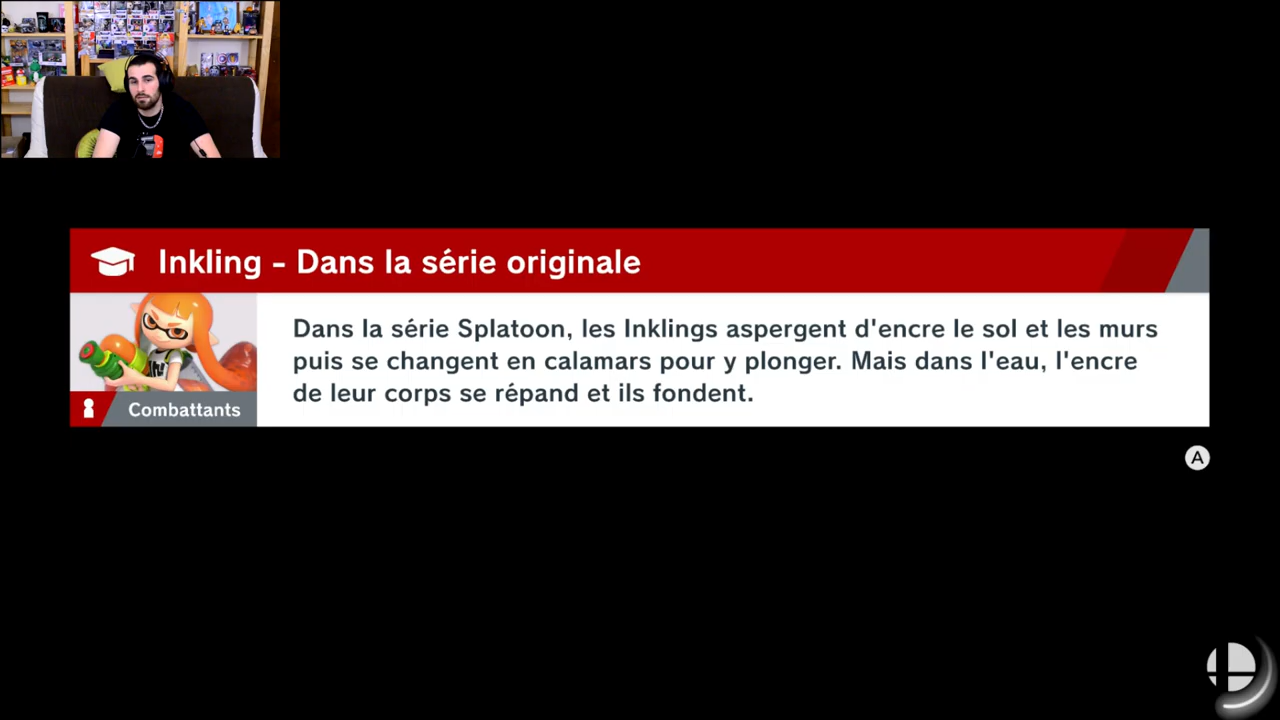 Inkling - Dans la série originale
Dans la série Splatoon, les Inklings aspergent d'encre le sol et les murs
puis se changent en calamars pour y plonger. Mais dans l'eau, l'encre
de leur corps se répand et ils fondent.
Combattants
A